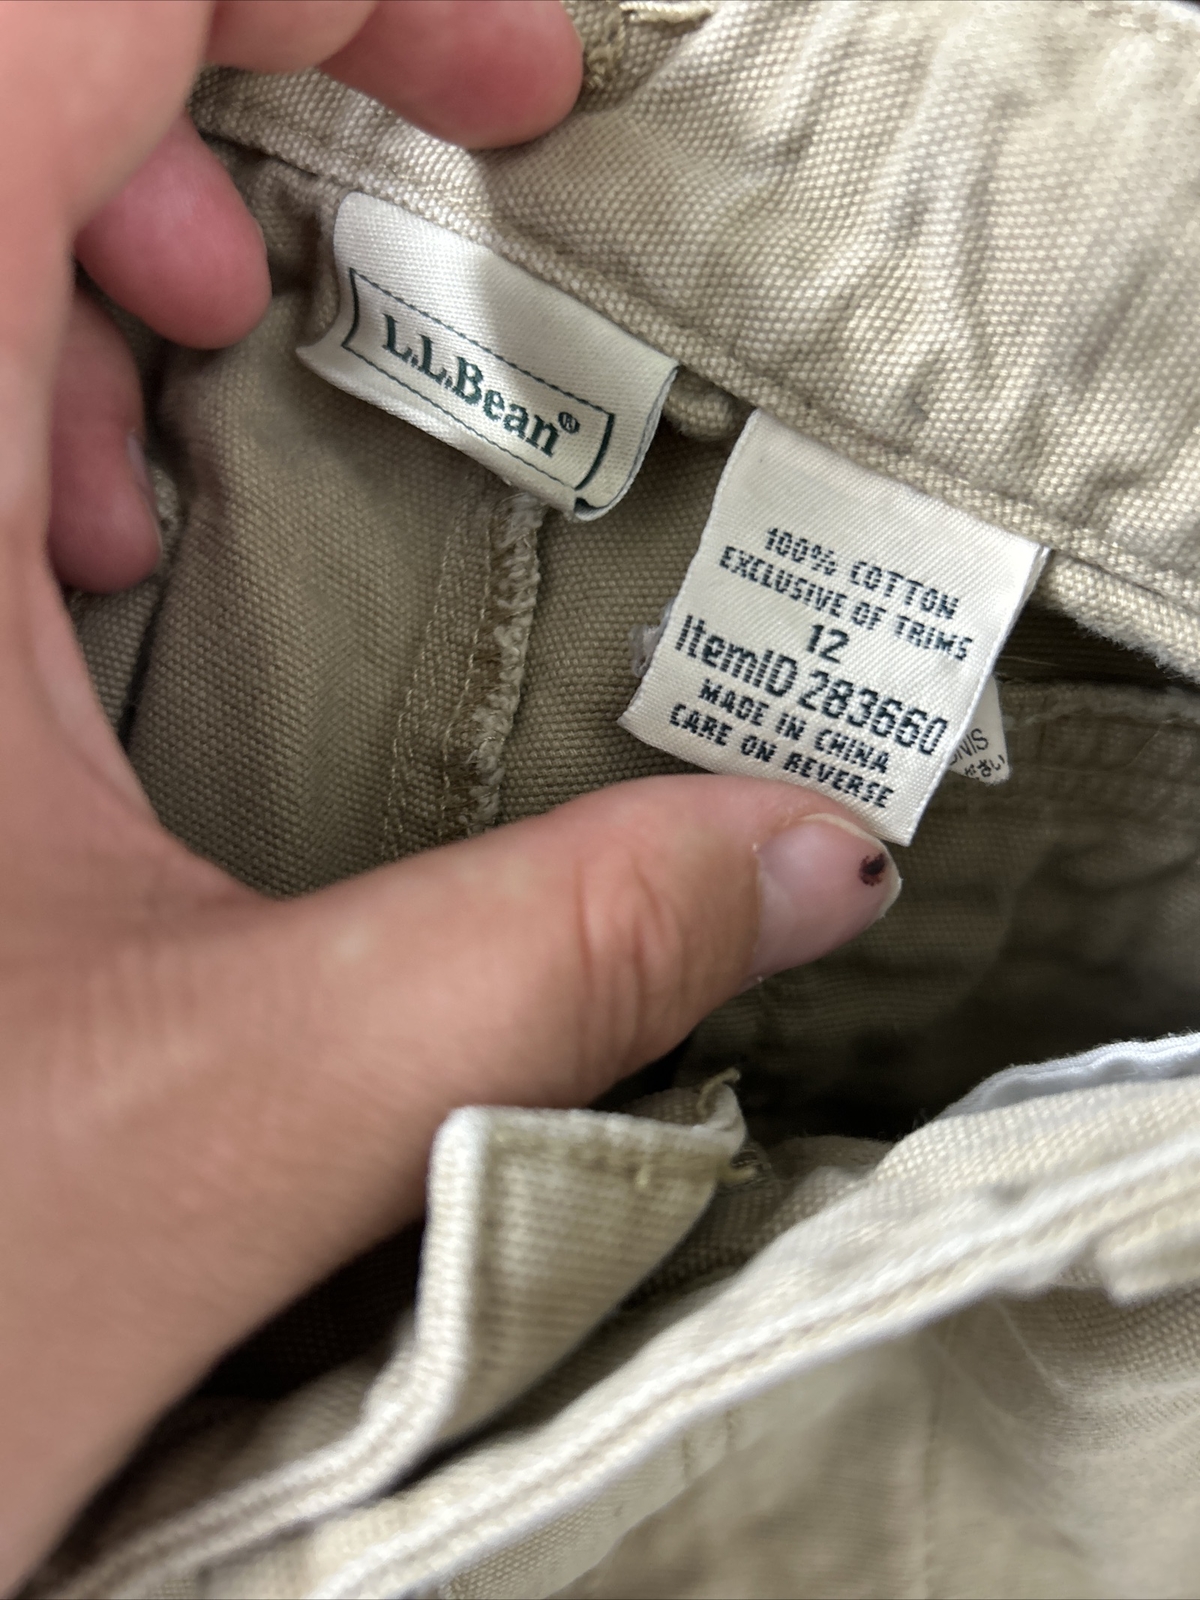 L.L.Bean®
100% COTTON
EXCLUSIVE OF TRIMS
12
ItemID 283660
MADE IN CHINA
CARE ON REVERSE